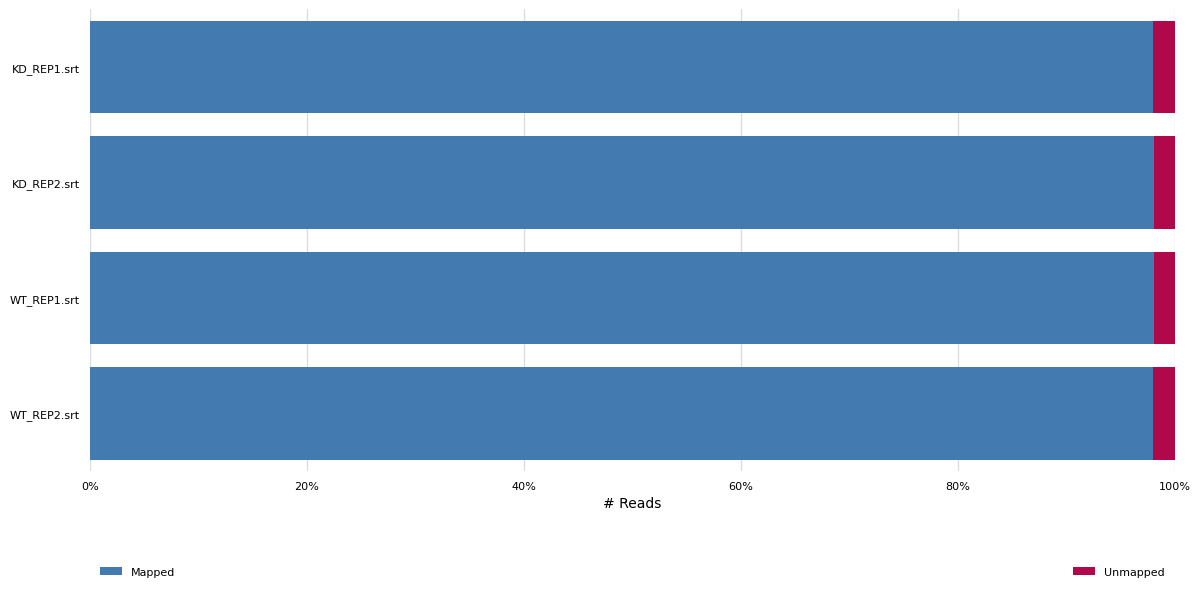 KD_REP1.srt
KD_REP2.srt
WT_REP1.srt
WT_REP2.srt
0% 20% 40% 60% 80% 100%
# Reads
Mapped Unmapped